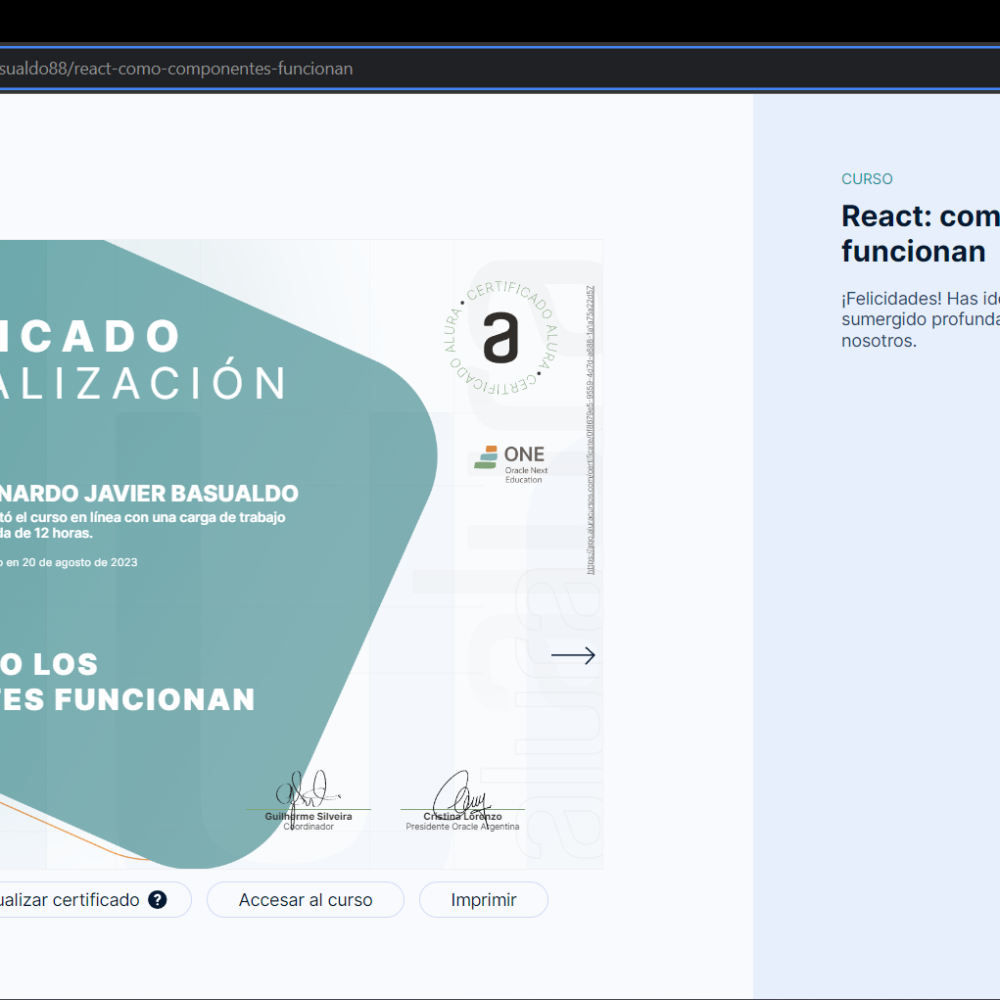 sualdo88/react-como-componentes-funcionan
CURSO
React: com
funcionan
¡Felicidades! Has id
sumergido profunda
nosotros.
ICADO
ALIZACIÓN
CERTIFICADO ALURA • CERTIFICADO ALURA •
a
ONE
Oracle Next
Education
NARDO JAVIER BASUALDO
tó el curso en línea con una carga de trabajo
da de 12 horas.
o en 20 de agosto de 2023
O LOS
TES FUNCIONAN
alura
Guilherme Silveira
Coordinador
Cristina Lorenzo
Presidente Oracle Argentina
ualizar certificado ?
Accesar al curso
Imprimir